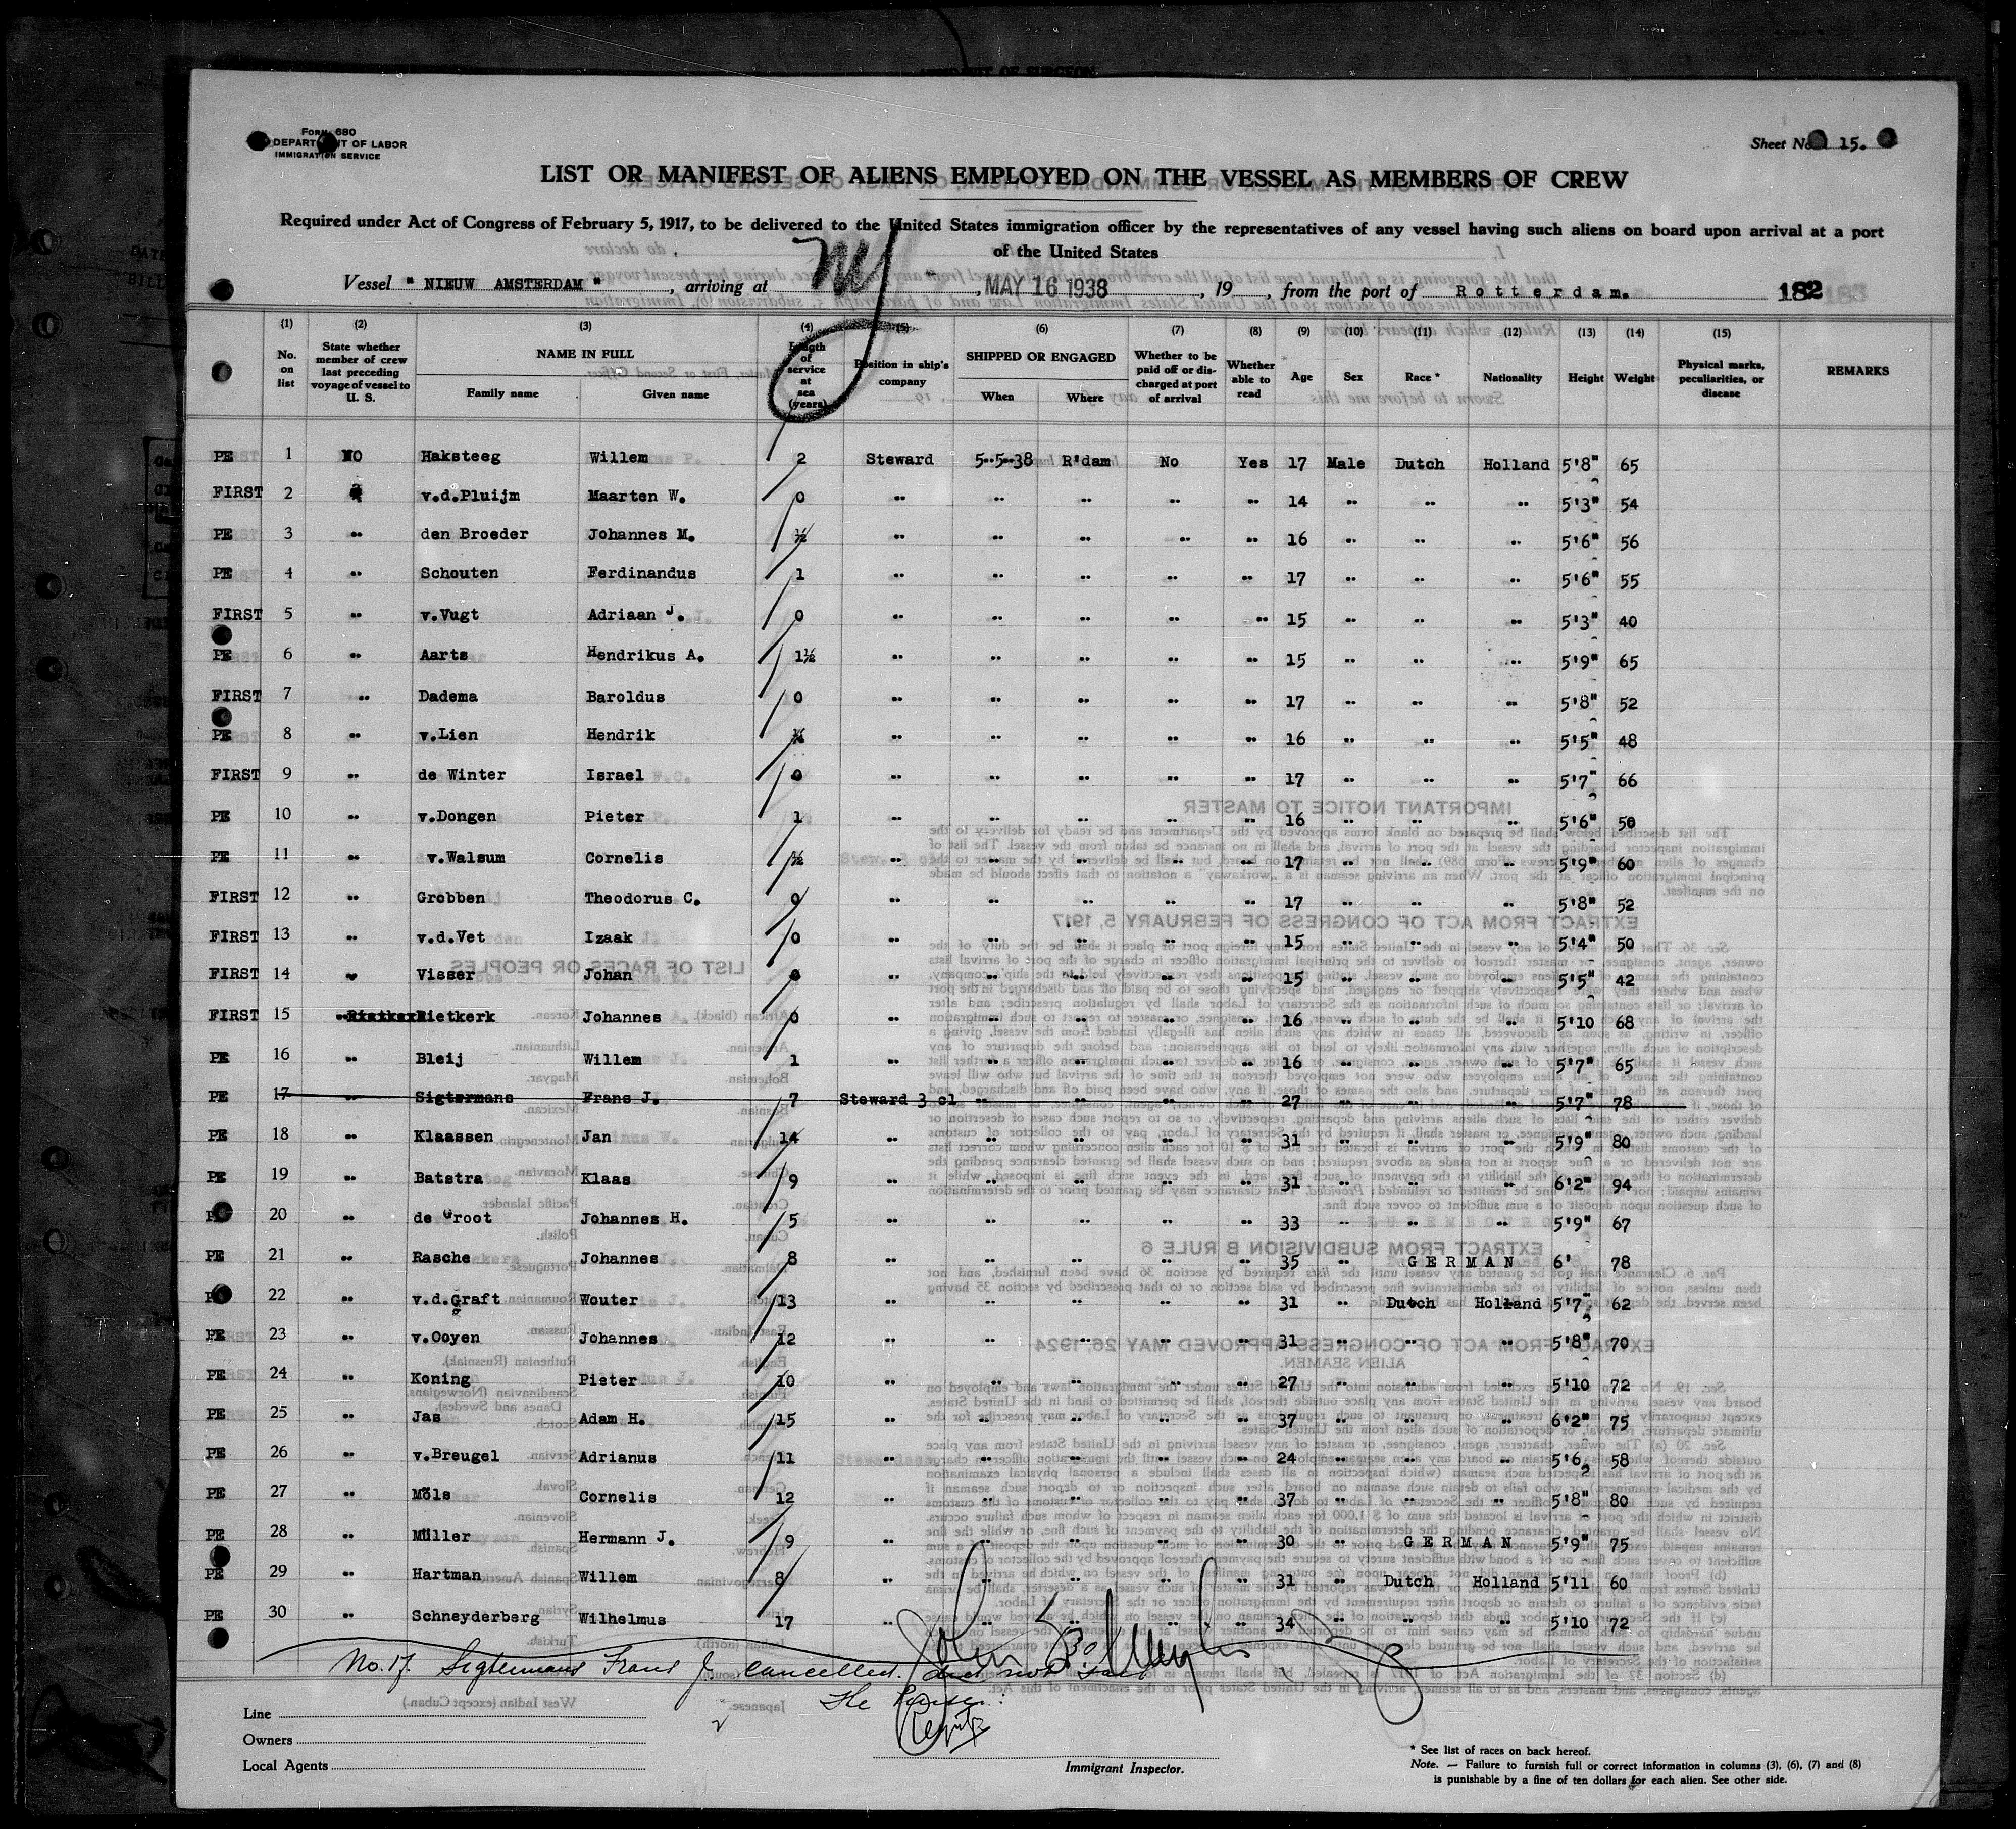 FORM 680
DEPARTMENT OF LABOR
IMMIGRATION SERVICE
Sheet No. 15.
LIST OR MANIFEST OF ALIENS EMPLOYED ON THE VESSEL AS MEMBERS OF CREW
Required under Act of Congress of February 5, 1917, to be delivered to the United States immigration officer by the representatives of any vessel having such aliens on board upon arrival at a port
of the United States
Vessel " NIEUW AMSTERDAM ", arriving at NY, MAY 16 1938, 19, from the port of Rotterdam. 182
(1) (2) (3) (4) (5) (6) (7) (8) (9) (10) (11) (12) (13) (14) (15)
No. on list State whether member of crew last preceding voyage of vessel to U. S. NAME IN FULL Family name Given name Length of service at sea (years) Position in ship's company SHIPPED OR ENGAGED When Where Whether to be paid off or discharged at port of arrival Whether able to read Age Sex Race * Nationality Height Weight Physical marks, peculiarities, or disease REMARKS
PE 1 NO Haksteeg Willem 2 Steward 5-5-38 R'dam No Yes 17 Male Dutch Holland 5'8" 65
FIRST 2 v.d.Pluijm Maarten W. 0 " " " " " 14 " " " 5'3" 54
PE 3 " den Broeder Johannes M. ½ " " " " " 16 " " " 5'6" 56
PE 4 " Schouten Ferdinandus 1 " " " " " 17 " " " 5'6" 55
FIRST 5 " v.Vugt Adriaan J. 0 " " " " " 15 " " " 5'3" 40
PE 6 " Aarts Hendrikus A. 1½ " " " " " 15 " " " 5'9" 65
FIRST 7 " Dadema Baroldus 0 " " " " " 17 " " " 5'8" 52
PE 8 " v.Lien Hendrik " " " " " 16 " " " 5'5" 48
FIRST 9 " de Winter Israel 0 " " " " " 17 " " " 5'7" 66
PE 10 " v.Dongen Pieter 1 " " " " " 16 " " " 5'6" 50
PE 11 " v.Walsum Cornelis ½ " " " " " 17 " " " 5'9" 60
FIRST 12 " Grobben Theodorus C. 0 " " " " " 17 " " " 5'8" 52
FIRST 13 " v.d.Vet Izaak 0 " " " " " 15 " " " 5'4" 50
FIRST 14 " Visser Johan 0 " " " " " 15 " " " 5'5" 42
FIRST 15 " Rietkerk Johannes 0 " " " " " 16 " " " 5'10 68
PE 16 " Bleij Willem 1 " " " " " 16 " " " 5'7" 65
PE 17 " Sigtermans Frans J. 7 Steward 3 cl " " " " 27 " " " 5'7" 78
PE 18 " Klaassen Jan 14 " " " " " 31 " " " 5'9" 80
PE 19 " Batstra Klaas 9 " " " " " 31 " " " 6'2" 94
PE 20 " de Groot Johannes H. 5 " " " " " 33 " " " 5'9" 67
PE 21 " Rasche Johannes 8 " " " " " 35 " GERMAN 6' 78
PE 22 " v.d.Graft Wouter 13 " " " " " 31 " Dutch Holland 5'7" 62
PE 23 " v.Ooyen Johannes 12 " " " " " 31 " " " 5'8" 70
PE 24 " Koning Pieter 10 " " " " " 27 " " " 5'10 72
PE 25 " Jas Adam H. 15 " " " " " 37 " " " 6'2" 75
PE 26 " v.Breugel Adrianus 11 " " " " " 24 " " " 5'6" 58
PE 27 " Möls Cornelis 12 " " " " " 37 " " " 5'8" 80
PE 28 " Müller Hermann J. 9 " " " " " 30 " GERMAN 5'9" 75
PE 29 " Hartman Willem 8 " " " " " 31 " Dutch Holland 5'11 60
PE 30 " Schneyderberg Wilhelmus 17 " " " " " 34 " " " 5'10 72
No. 17. Sigtermans Frans J. cancelled. and not
The
Line
Owners
Local Agents
Immigrant Inspector.
* See list of races on back hereof.
Note. — Failure to furnish full or correct information in columns (3), (6), (7) and (8)
is punishable by a fine of ten dollars for each alien. See other side.